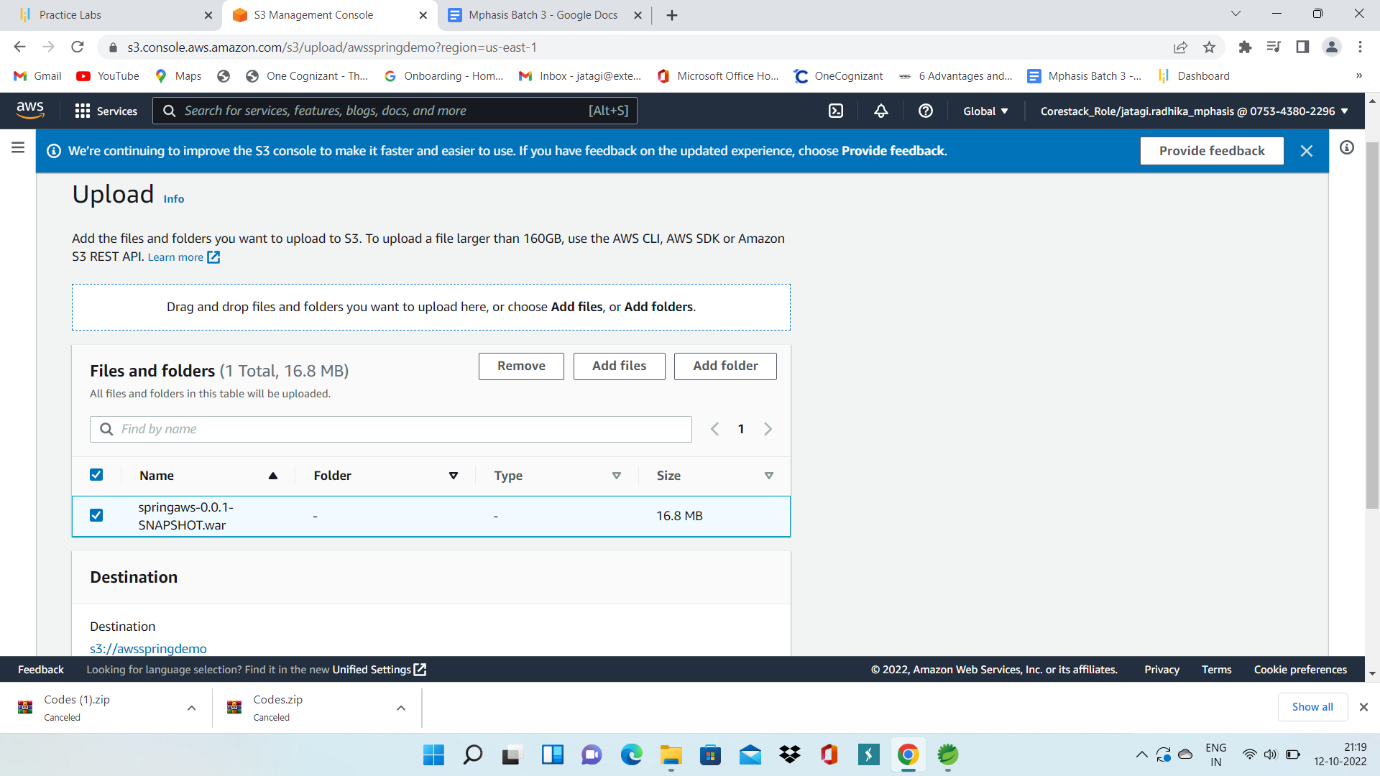 Practice Labs
S3 Management Console
Mphasis Batch 3 - Google Docs
s3.console.aws.amazon.com/s3/upload/awsspringdemo?region=us-east-1
Gmail
YouTube
Maps
One Cognizant - Th...
Onboarding - Hom...
Inbox - jatagi@exte...
Microsoft Office Ho...
OneCognizant
6 Advantages and...
Mphasis Batch 3 -...
Dashboard
»
aws
Services
Search for services, features, blogs, docs, and more
[Alt+S]
Global
Corestack_Role/jatagi.radhika_mphasis @ 0753-4380-2296
We're continuing to improve the S3 console to make it faster and easier to use. If you have feedback on the updated experience, choose Provide feedback.
Provide feedback
Upload Info
Add the files and folders you want to upload to S3. To upload a file larger than 160GB, use the AWS CLI, AWS SDK or Amazon
S3 REST API. Learn more
Drag and drop files and folders you want to upload here, or choose Add files, or Add folders.
Files and folders (1 Total, 16.8 MB)
Remove
Add files
Add folder
All files and folders in this table will be uploaded.
Find by name
1
Name
Folder
Type
Size
springaws-0.0.1-
SNAPSHOT.war
-
-
16.8 MB
Destination
Destination
s3://awsspringdemo
Feedback
Looking for language selection? Find it in the new Unified Settings
© 2022, Amazon Web Services, Inc. or its affiliates.
Privacy
Terms
Cookie preferences
Codes (1).zip
Canceled
Codes.zip
Canceled
Show all
ENG
IN
21:19
12-10-2022